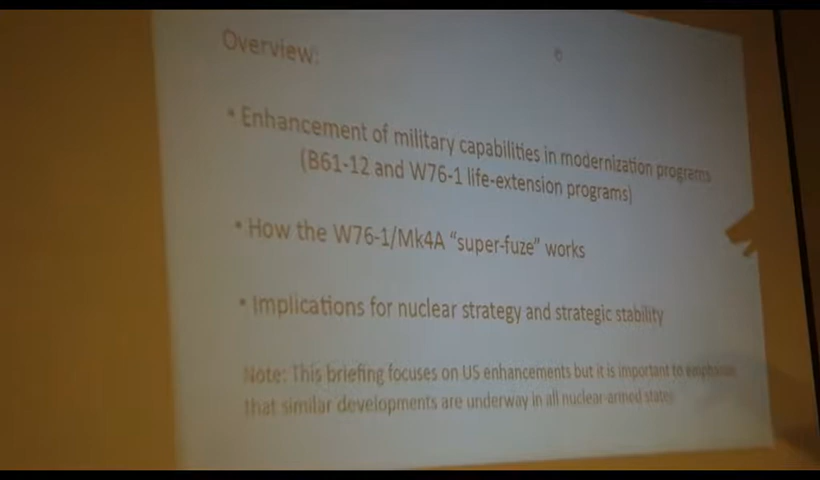 Overview:
• Enhancement of military capabilities in modernization programs
(B61-12 and W76-1 life-extension programs)
• How the W76-1/Mk4A “super-fuze” works
• Implications for nuclear strategy and strategic stability
Note: This briefing focuses on US enhancements but it is important to emphasize
that similar developments are underway in all nuclear-armed states